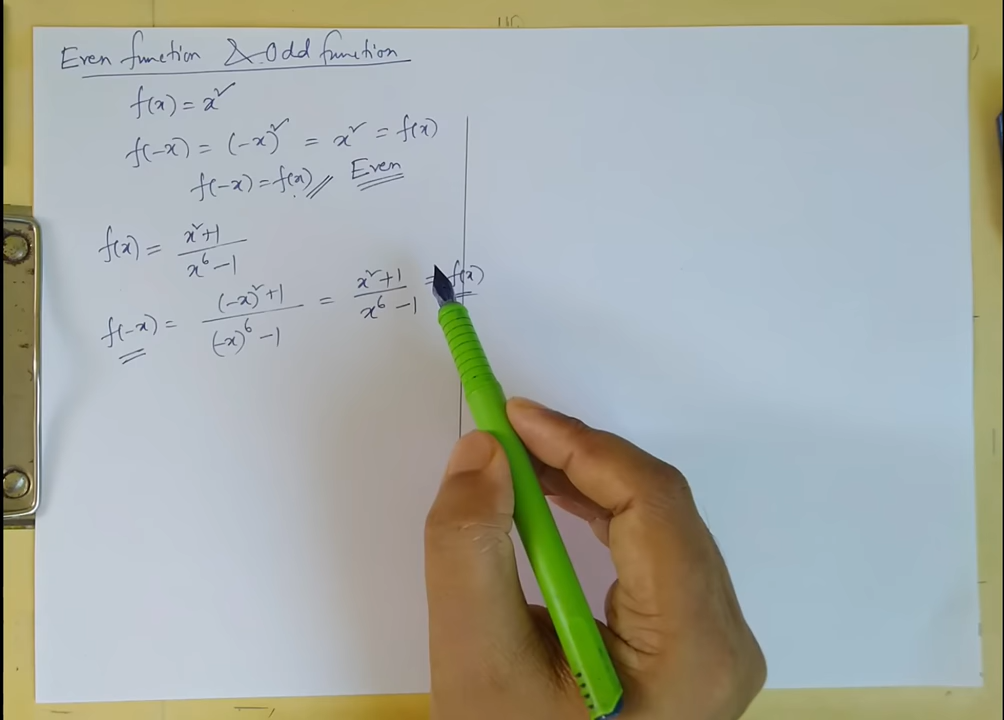 Even function & Odd function
f(x) = x²
f(-x) = (-x)² = x² = f(x)
f(-x) = f(x) // Even
f(x) = (x²+1)/(x⁶-1)
f(-x) = ((-x)²+1)/((-x)⁶-1) = (x²+1)/(x⁶-1) = f(x)